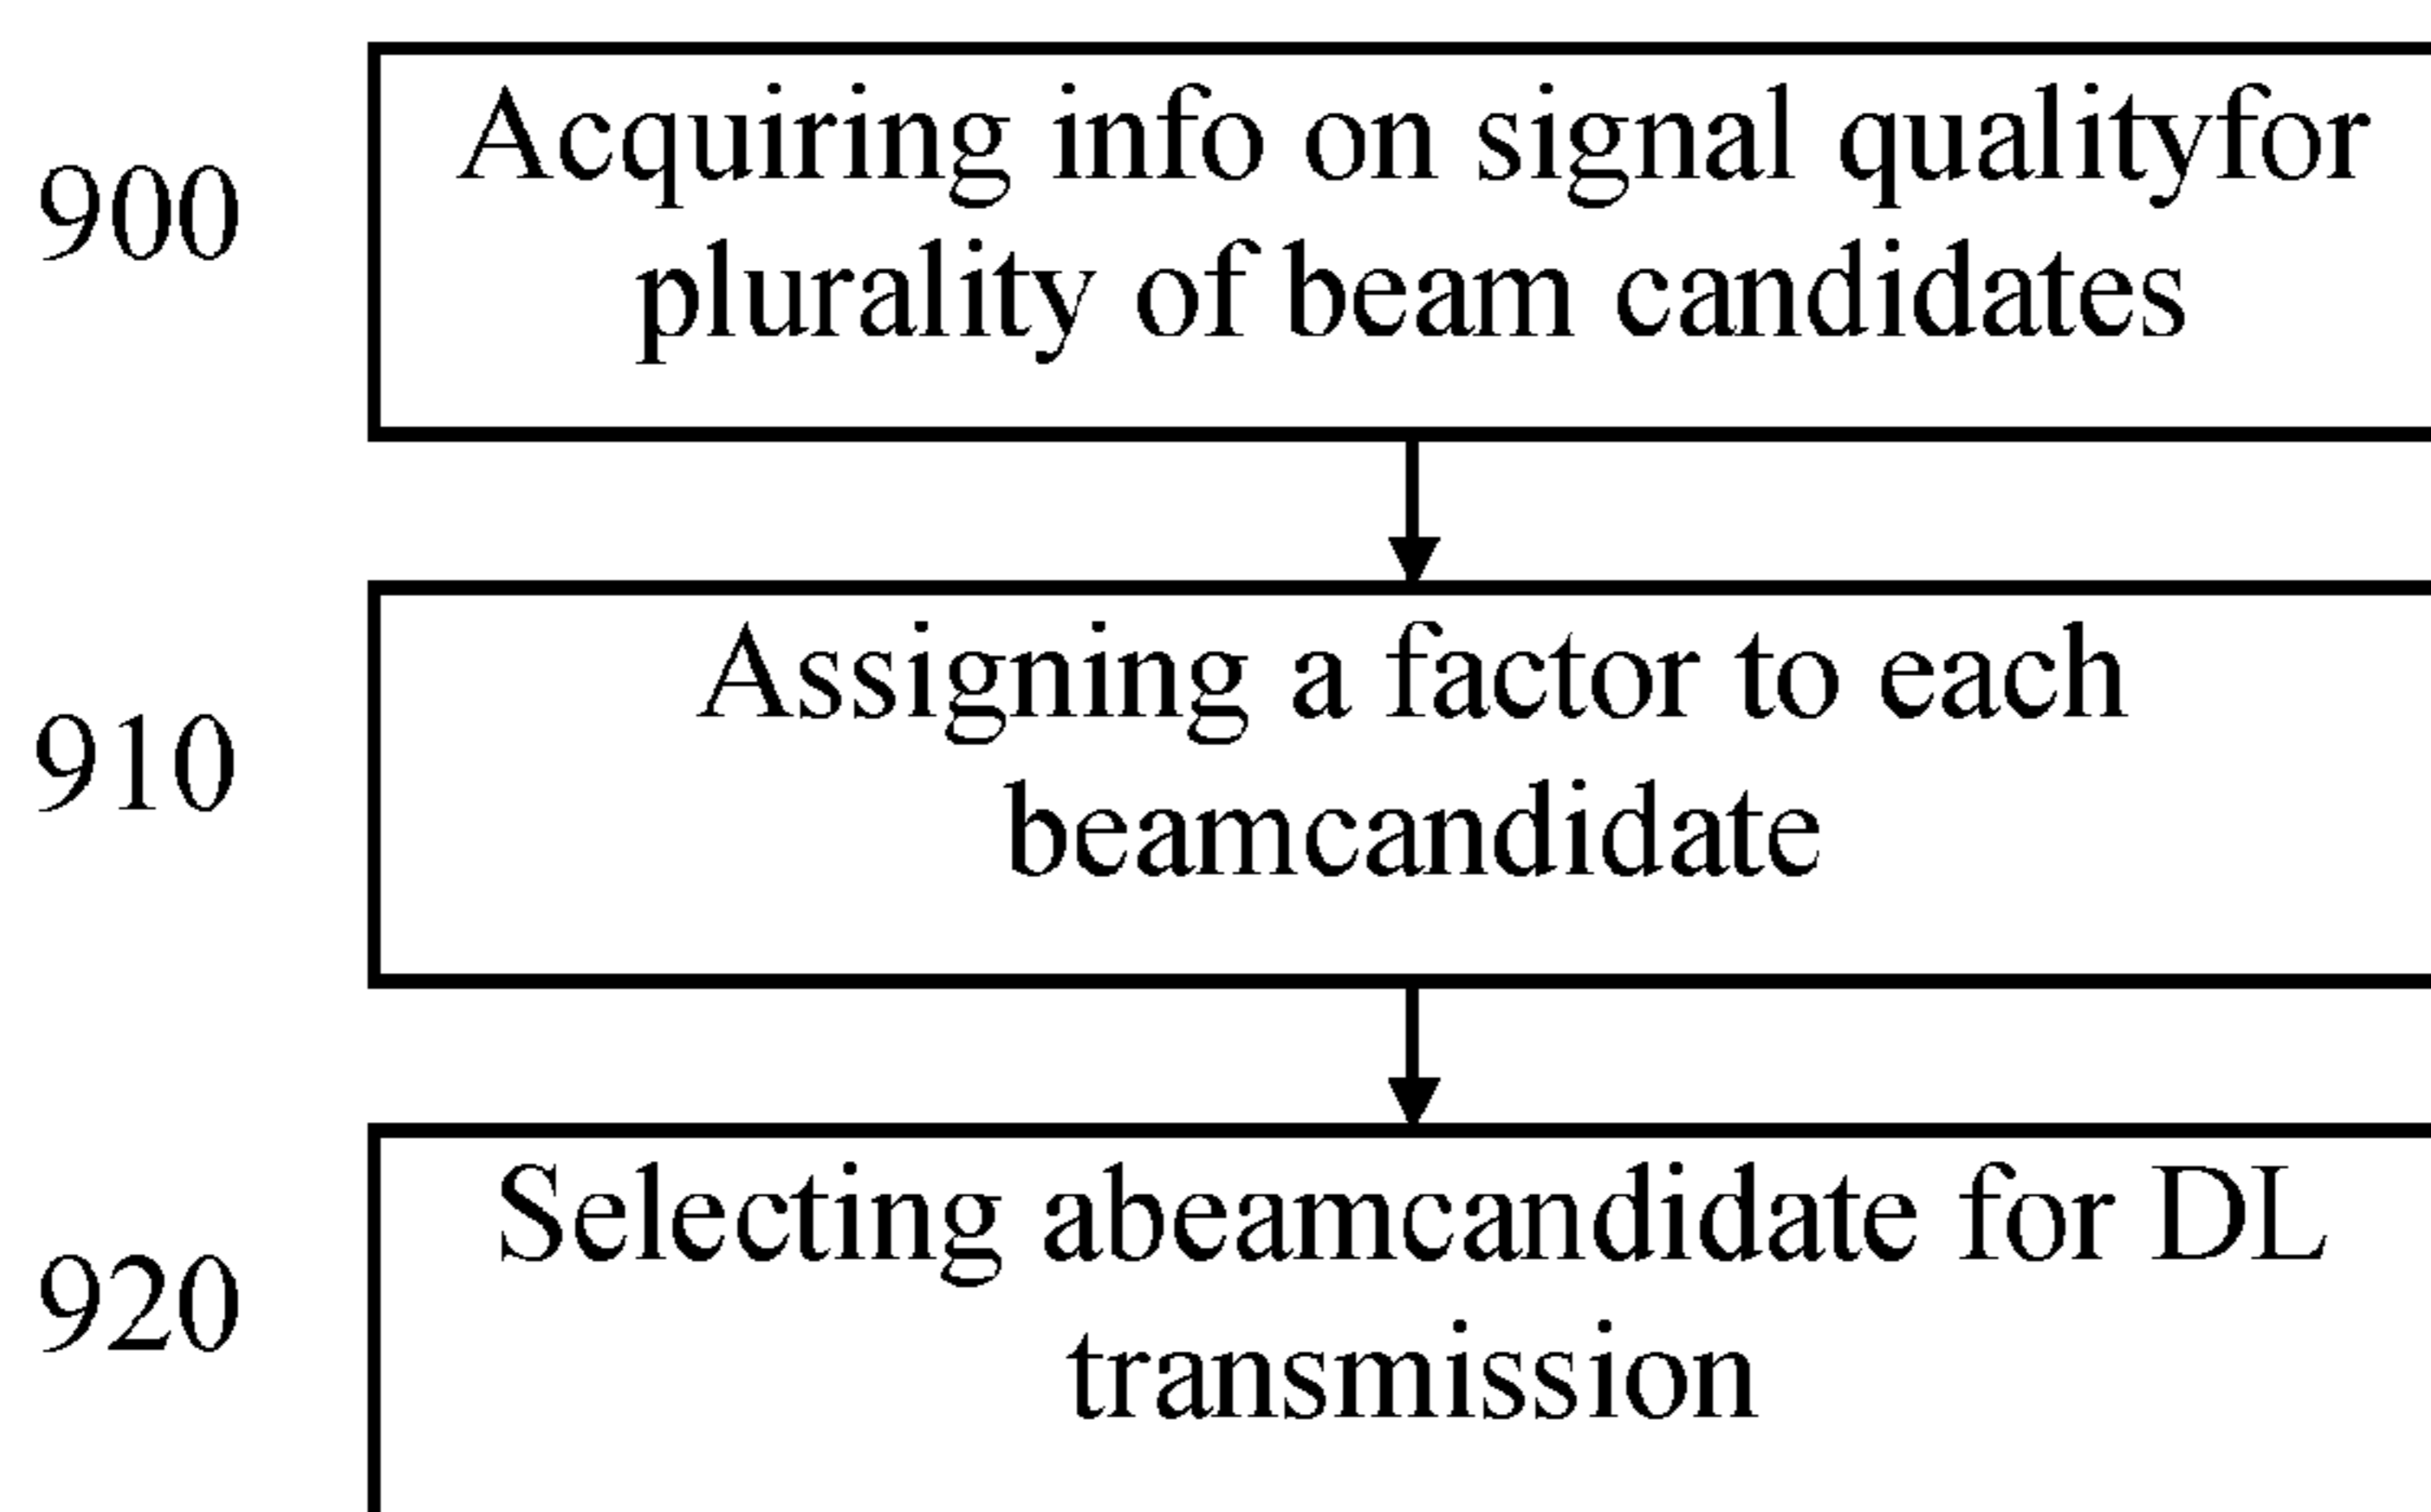 Acquiring info on signal qualityfor
900
plurality of beam candidates
Assigning a factor to each
910
beamcandidate
Selecting abeamcandidate for DL
920
transmission